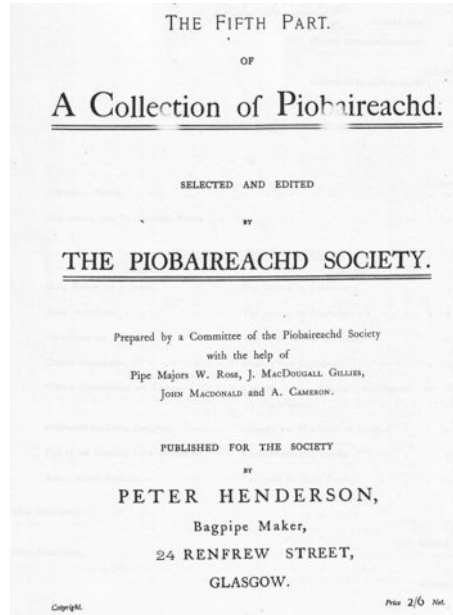 THE FIFTH PART.
OF
A Collection of Piobaireachd.
SELECTED AND EDITED
BY
THE PIOBAIREACHD SOCIETY.
Prepared by a Committee of the Piobaireachd Society
with the help of
Pipe Majors W. Ross, J. MacDougall Gillies,
John Macdonald and A. Cameron.
PUBLISHED FOR THE SOCIETY
BY
PETER HENDERSON,
Bagpipe Maker,
24 RENFREW STREET,
GLASGOW.
Copyright.
Price 2/6 Net.